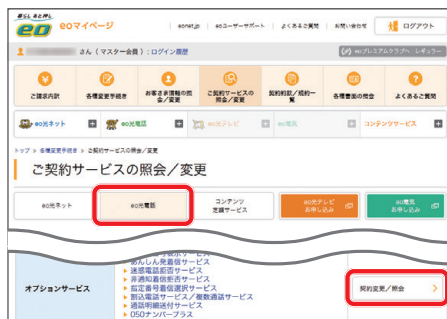 暮らしあと押し
eo eoマイページ
eonet.jp eoユーザーサポート よくあるご質問 お問い合わせ ログアウト
さん（マスター会員）：ログイン履歴
eoプレミアムクラブへ レギュラー
ご請求内訳
各種変更手続き
お客さま情報の照会／変更
ご契約サービスの照会／変更
契約約款／規約一覧
各種書面の照会
よくあるご質問
eo光ネット eo光電話 eo光テレビ eo電気 コンテンツサービス
トップ > 各種変更手続き > ご契約サービスの照会／変更
ご契約サービスの照会／変更
eo光ネット
eo光電話
コンテンツ
定額サービス
eo光テレビ
お申し込み
eo電気
お申し込み
あんしん発着信サービス
迷惑電話拒否サービス
非通知着信拒否サービス
指定番号着信選択サービス
割込電話サービス／複数通話サービス
通話明細送付サービス
050ナンバープラス
オプションサービス
契約変更／照会